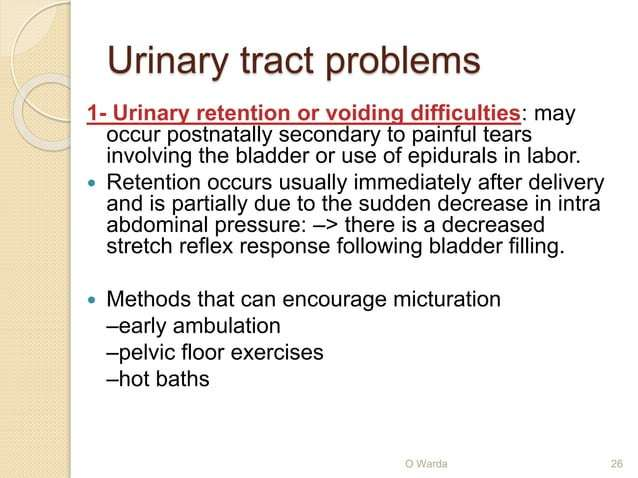 Urinary tract problems
1- Urinary retention or voiding difficulties: may
occur postnatally secondary to painful tears
involving the bladder or use of epidurals in labor.
• Retention occurs usually immediately after delivery
and is partially due to the sudden decrease in intra
abdominal pressure: –> there is a decreased
stretch reflex response following bladder filling.
• Methods that can encourage micturation
–early ambulation
–pelvic floor exercises
–hot baths
O Warda 26